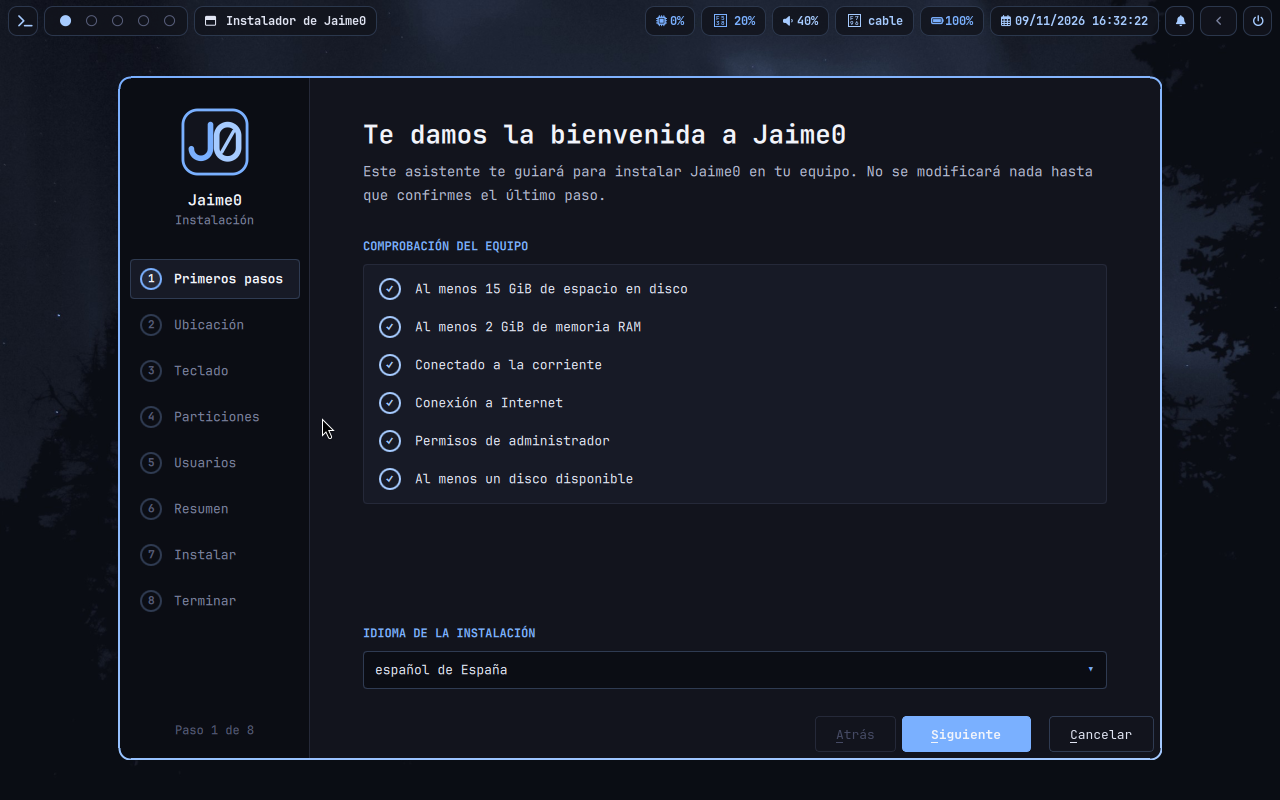 Instalador de Jaime0
0%
20%
40%
cable
100%
09/11/2026 16:32:22
J0
Jaime0
Instalación
1 Primeros pasos
2 Ubicación
3 Teclado
4 Particiones
5 Usuarios
6 Resumen
7 Instalar
8 Terminar
Paso 1 de 8
Te damos la bienvenida a Jaime0
Este asistente te guiará para instalar Jaime0 en tu equipo. No se modificará nada hasta
que confirmes el último paso.
COMPROBACIÓN DEL EQUIPO
Al menos 15 GiB de espacio en disco
Al menos 2 GiB de memoria RAM
Conectado a la corriente
Conexión a Internet
Permisos de administrador
Al menos un disco disponible
IDIOMA DE LA INSTALACIÓN
español de España
Atrás
Siguiente
Cancelar